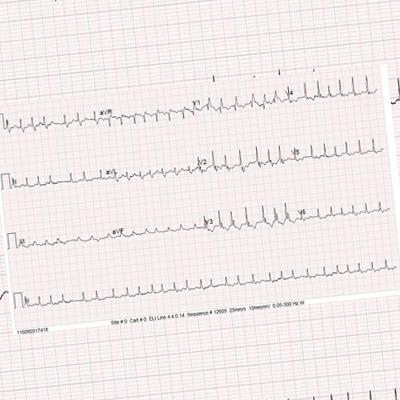 I aVR V1 V4
II aVL V2 V5
III aVF V3 V6
II
Site # 0 Cart # 0 ELI Link 4.4.0.14 Sequence # 12609 25mm/s 10mm/mV 0.05-300 Hz W
116080917418